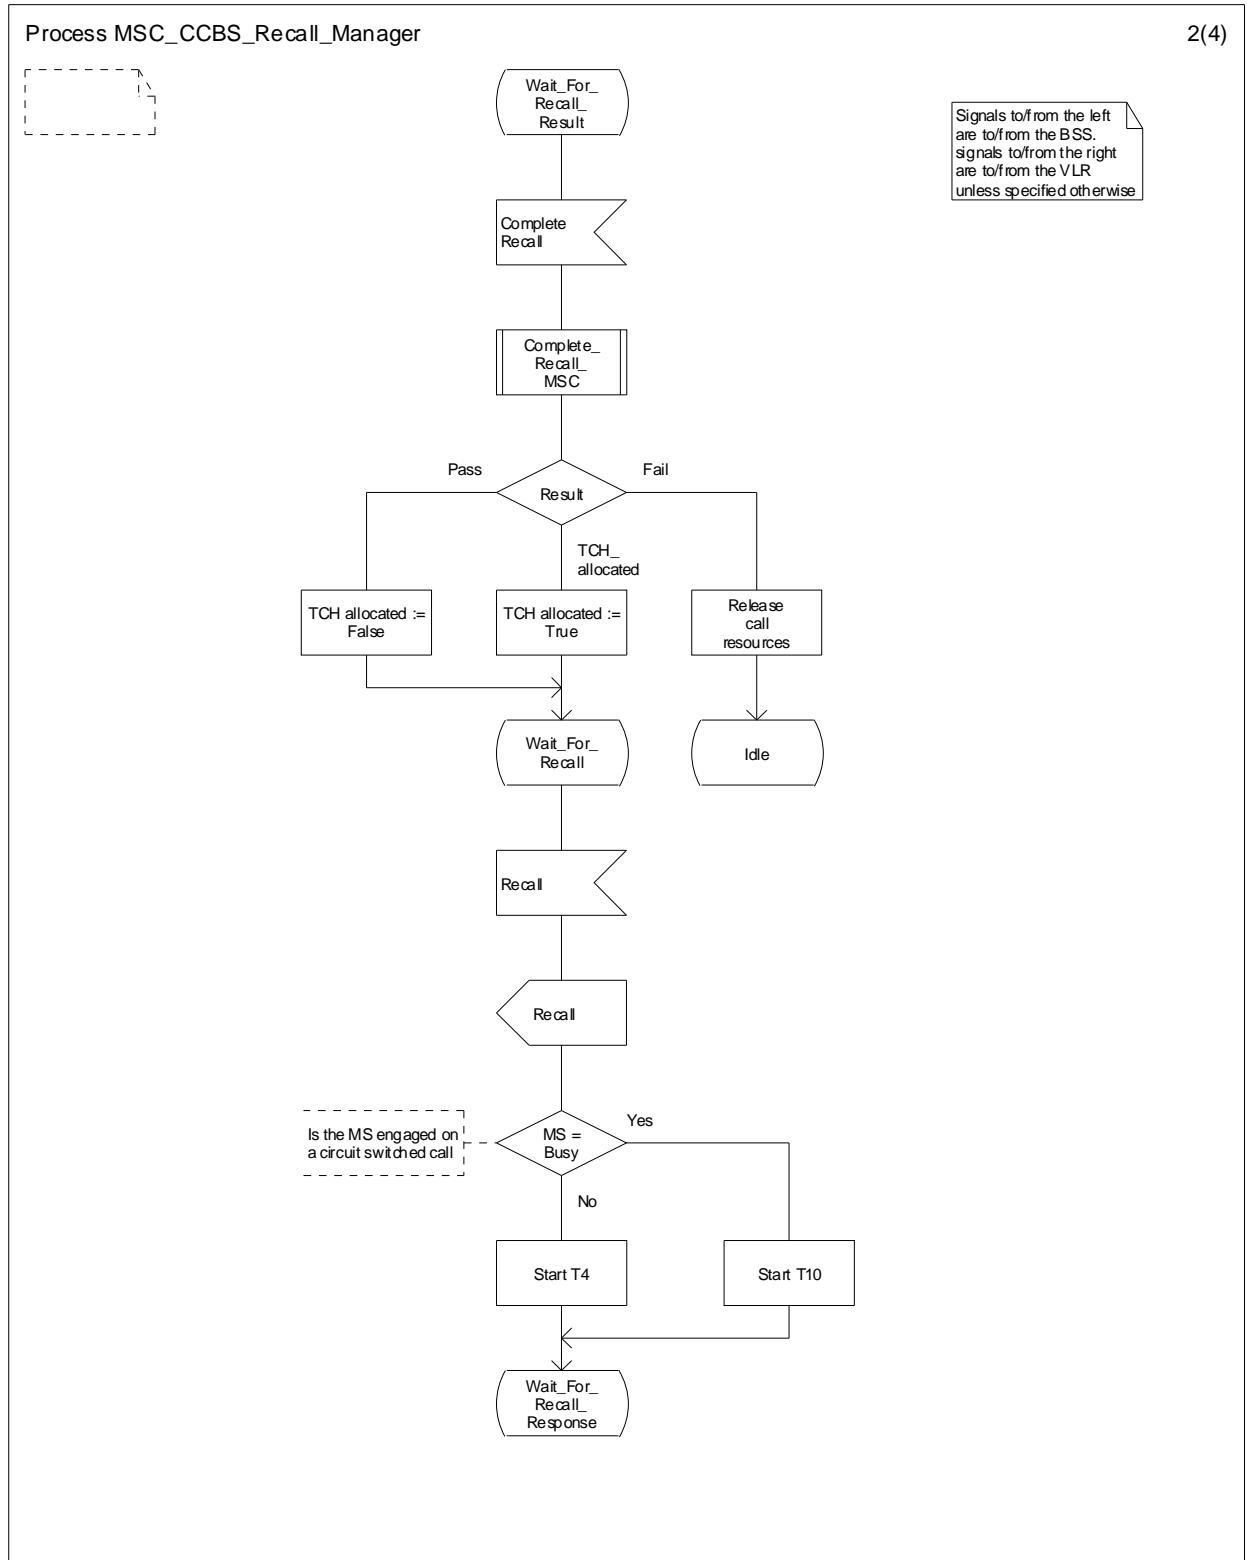 Process MSC_CCBS_Recall_Manager
2(4)
Wait_For_
Recall_
Result
Signals to/from the left
are to/from the BSS.
signals to/from the right
are to/from the VLR
unless specified otherwise
Complete
Recall
Complete_
Recall_
MSC
Pass
Result
Fail
TCH_
allocated
TCH allocated :=
False
TCH allocated :=
True
Release
call
resources
Wait_For_
Recall
Idle
Recall
Recall
Is the MS engaged on
a circuit switched call
MS =
Busy
Yes
No
Start T4
Start T10
Wait_For_
Recall_
Response